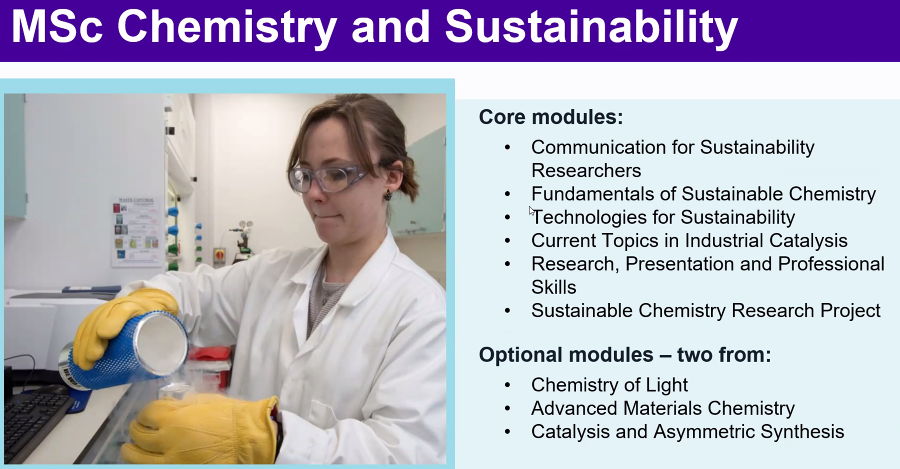 MSc Chemistry and Sustainability
Core modules:
• Communication for Sustainability
Researchers
• Fundamentals of Sustainable Chemistry
• Technologies for Sustainability
• Current Topics in Industrial Catalysis
• Research, Presentation and Professional
Skills
• Sustainable Chemistry Research Project
Optional modules – two from:
• Chemistry of Light
• Advanced Materials Chemistry
• Catalysis and Asymmetric Synthesis